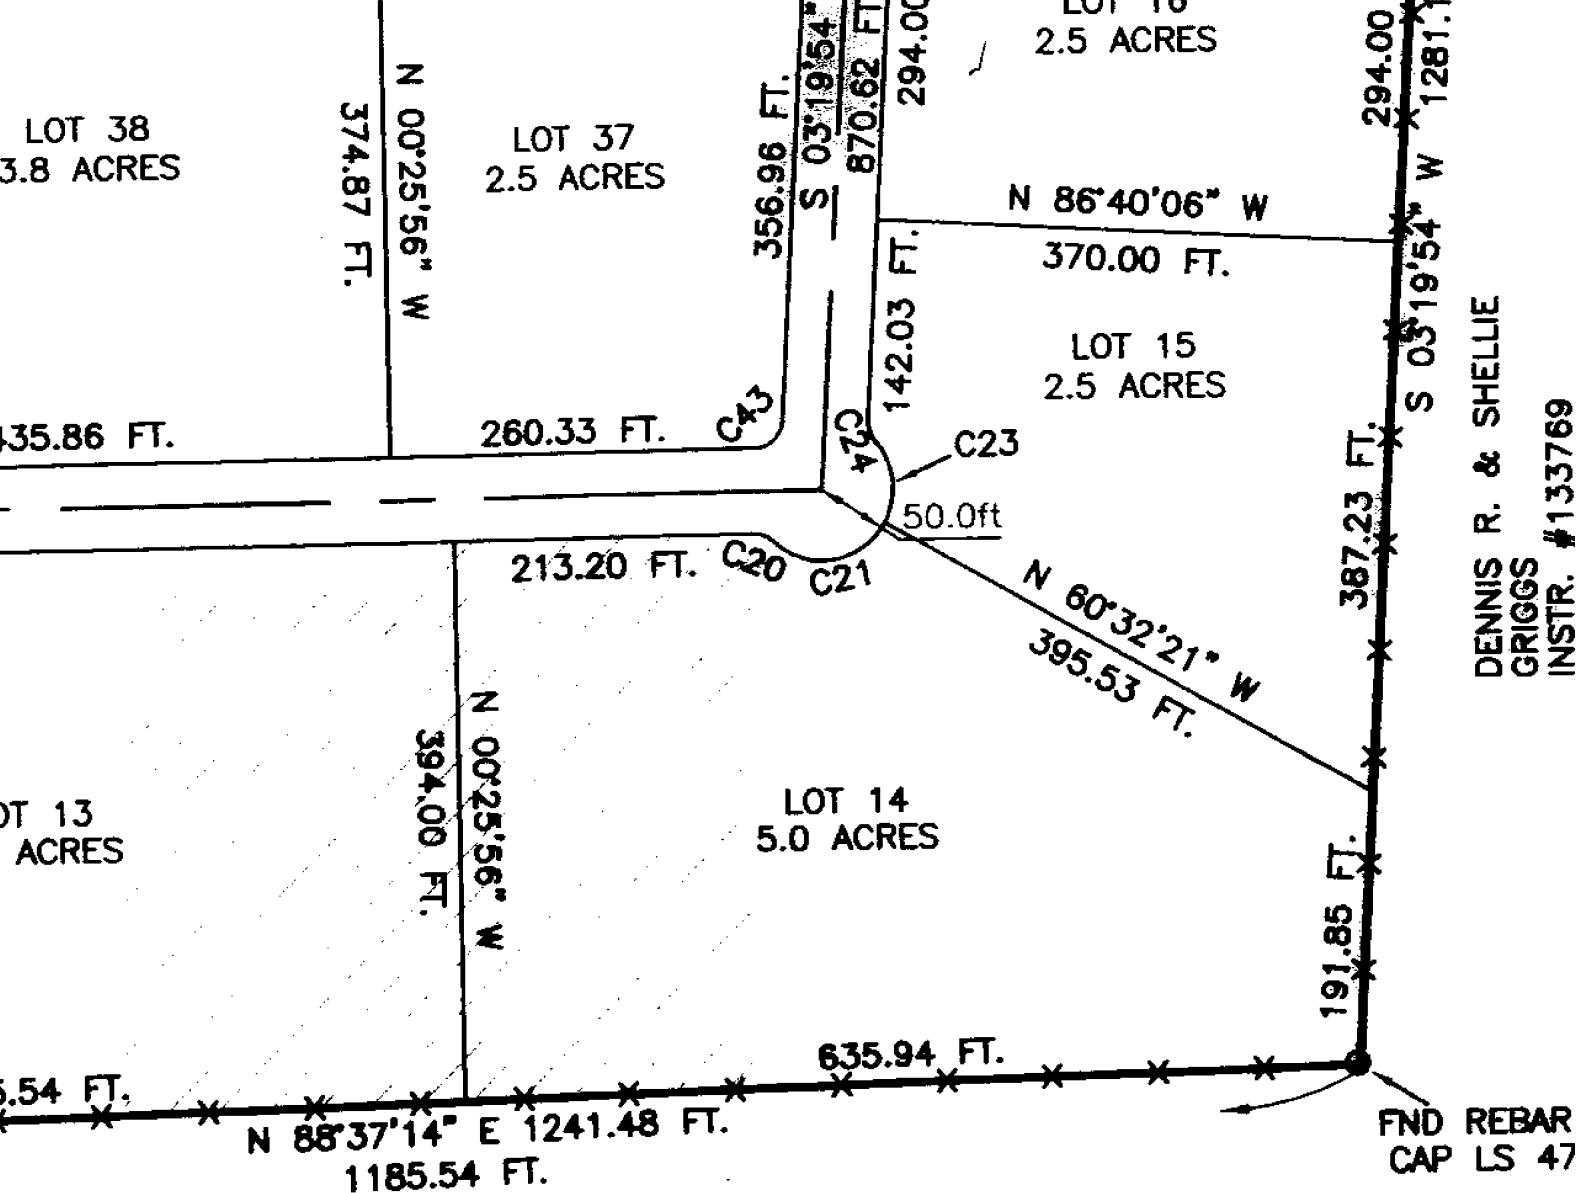 LOT 16
2.5 ACRES
LOT 38
3.8 ACRES
N 00°25'56" W
374.87 FT.
LOT 37
2.5 ACRES
356.96 FT.
S 03°19'54"
870.62 FT
294.00
294.00
1281.1
S 03°19'54" W
N 86°40'06" W
370.00 FT.
142.03 FT.
LOT 15
2.5 ACRES
435.86 FT.
260.33 FT.
C43
C24
C23
50.0ft
387.23 FT.
DENNIS R. & SHELLIE
GRIGGS
INSTR. #133769
213.20 FT.
C20
C21
N 60°32'21" W
395.53 FT.
N 00°25'56" W
394.00 FT.
OT 13
ACRES
LOT 14
5.0 ACRES
191.85 FT.
635.94 FT.
5.54 FT.
N 88°37'14" E 1241.48 FT.
1185.54 FT.
FND REBAR
CAP LS 47